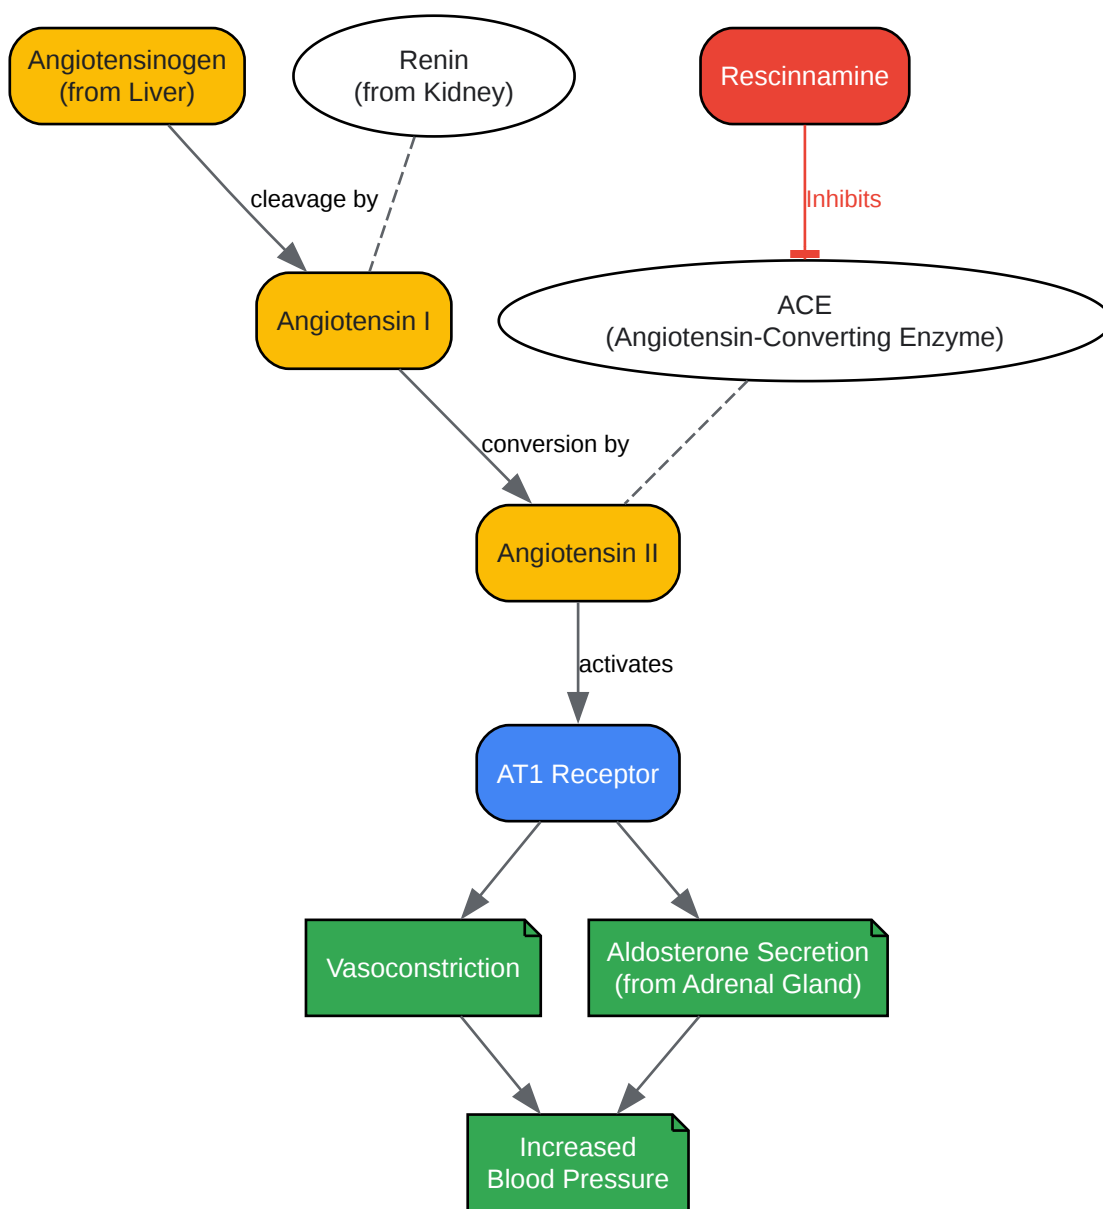 Angiotensinogen
(from Liver)
Renin
(from Kidney)
Rescinnamine
cleavage by
Inhibits
Angiotensin I
ACE
(Angiotensin-Converting Enzyme)
conversion by
Angiotensin II
activates
AT1 Receptor
Vasoconstriction
Aldosterone Secretion
(from Adrenal Gland)
Increased
Blood Pressure